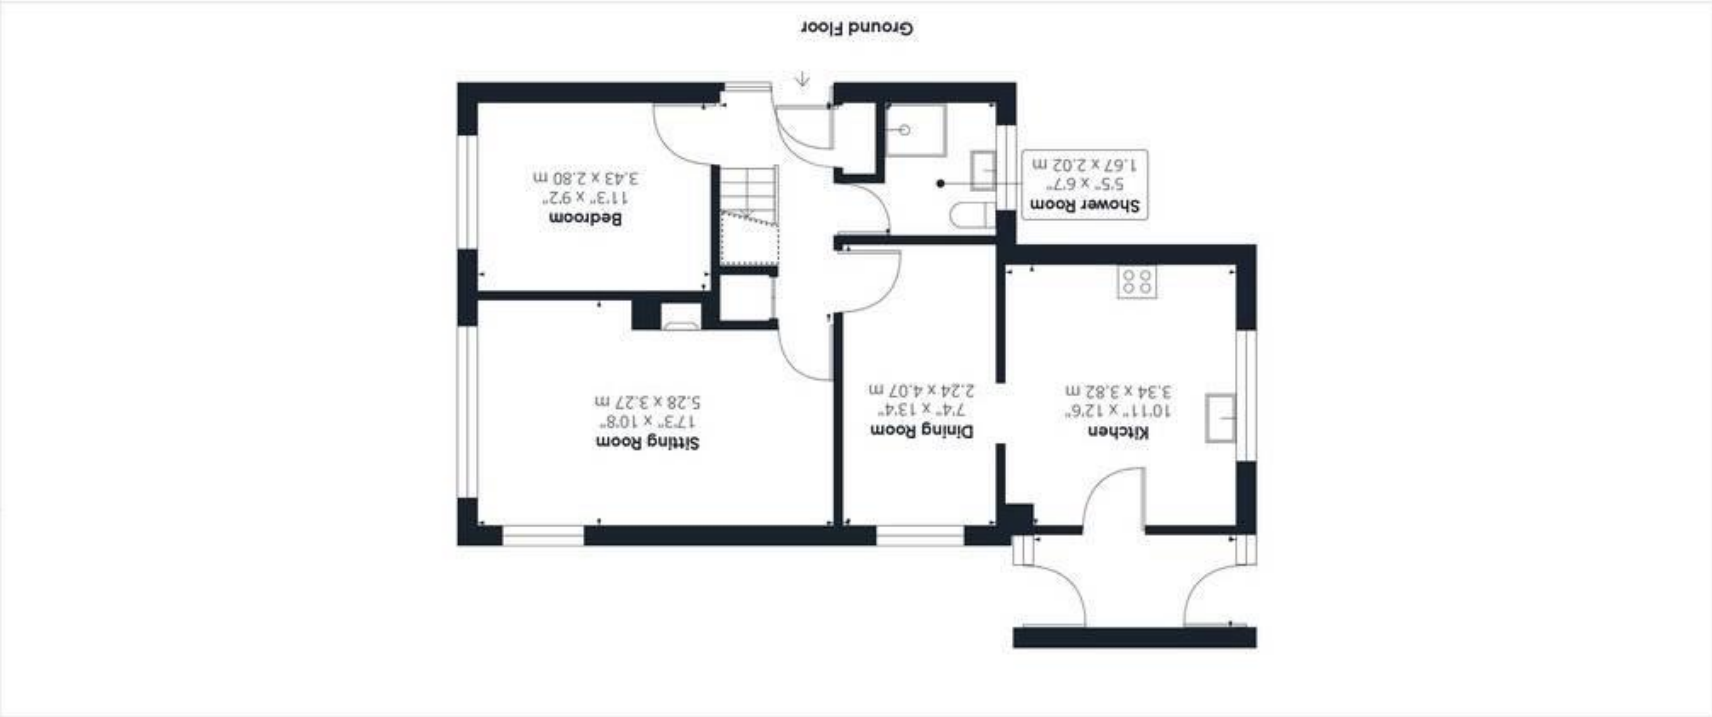 Kitchen
10'11" x 12'6"
3.34 x 3.82 m
Dining Room
7'4" x 13'4"
2.24 x 4.07 m
Sitting Room
17'3" x 10'8"
5.28 x 3.27 m
Shower Room
5'5" x 6'7"
1.67 x 2.02 m
Bedroom
11'3" x 9'2"
3.43 x 2.80 m
Ground Floor